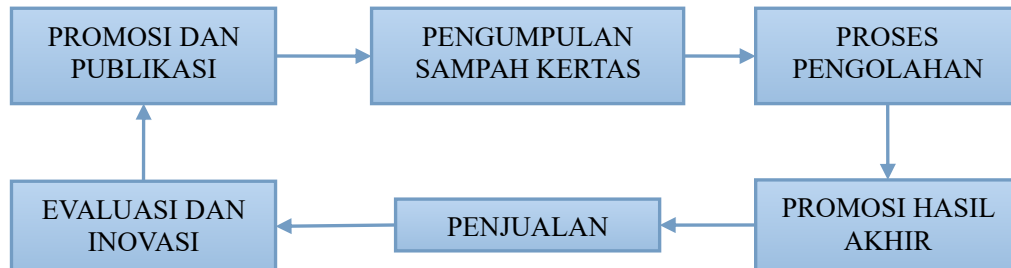 PROMOSI DAN
PUBLIKASI
PENGUMPULAN
SAMPAH KERTAS
PROSES
PENGOLAHAN
PROMOSI HASIL
AKHIR
PENJUALAN
EVALUASI DAN
INOVASI